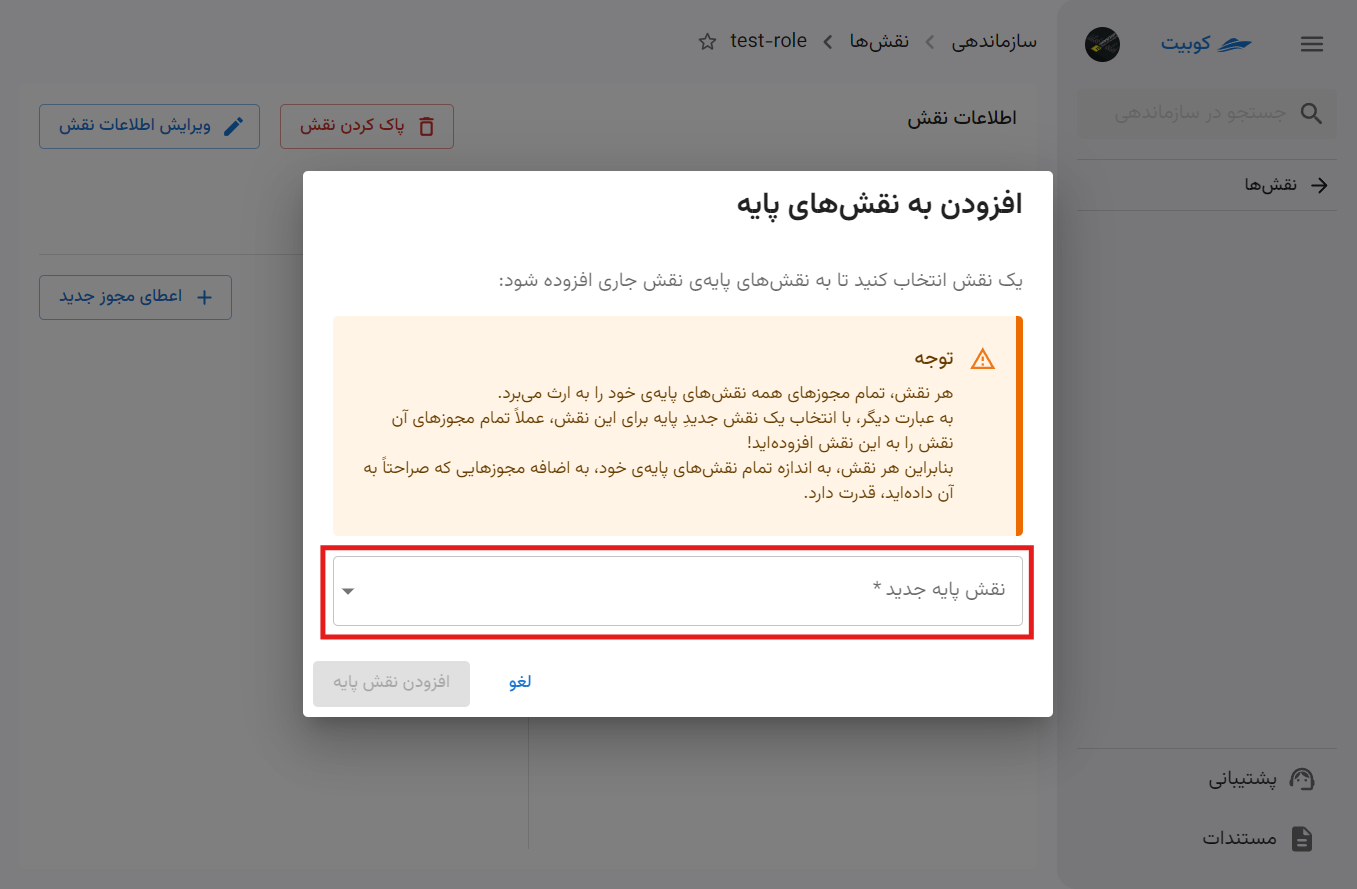 کوبیت
جستجو در سازماندهی
نقش‌ها
پشتیبانی
مستندات
سازماندهی
نقش‌ها
test-role
اطلاعات نقش
پاک کردن نقش
ویرایش اطلاعات نقش
اعطای مجوز جدید
افزودن به نقش‌های پایه
یک نقش انتخاب کنید تا به نقش‌های پایه‌ی نقش جاری افزوده شود:
توجه
هر نقش، تمام مجوزهای همه نقش‌های پایه‌ی خود را به ارث می‌برد.
به عبارت دیگر، با انتخاب یک نقش جدیدِ پایه برای این نقش، عملاً تمام مجوزهای آن
نقش را به این نقش افزوده‌اید!
بنابراین هر نقش، به اندازه تمام نقش‌های پایه‌ی خود، به اضافه مجوزهایی که صراحتاً به
آن داده‌اید، قدرت دارد.
نقش پایه جدید *
لغو
افزودن نقش پایه